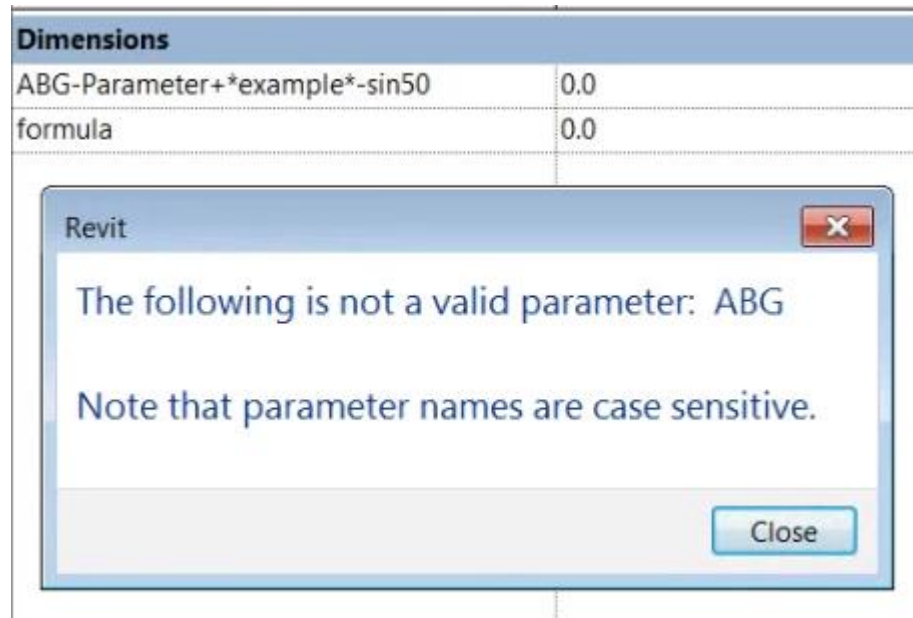 Dimensions
ABG-Parameter+*example*-sin50 0.0
formula 0.0
Revit
The following is not a valid parameter: ABG
Note that parameter names are case sensitive.
Close